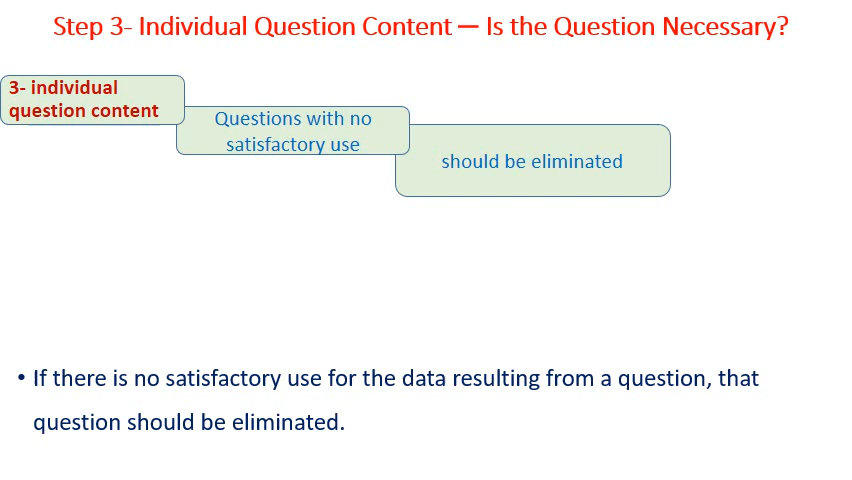 Step 3- Individual Question Content — Is the Question Necessary?
3- individual
question content
Questions with no
satisfactory use
should be eliminated
• If there is no satisfactory use for the data resulting from a question, that
question should be eliminated.